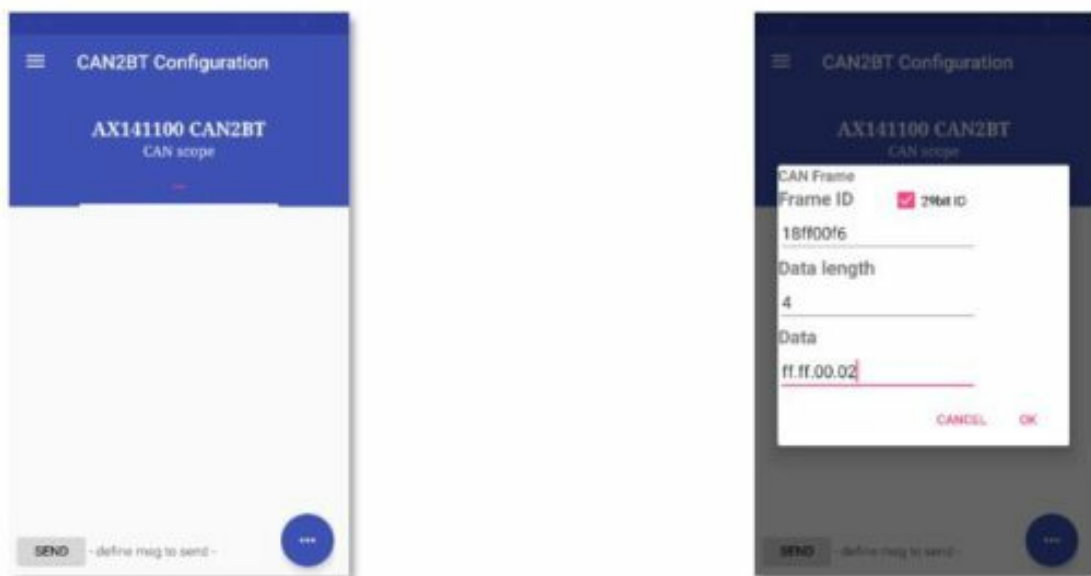 CAN2BT Configuration
AX141100 CAN2BT
CAN scope
SEND - define msg to send -
CAN2BT Configuration
AX141100 CAN2BT
CAN scope
CAN Frame
Frame ID 29bit ID
18ff00f6
Data length
4
Data
ff.ff.00.02
CANCEL OK
SEND - define msg to send -